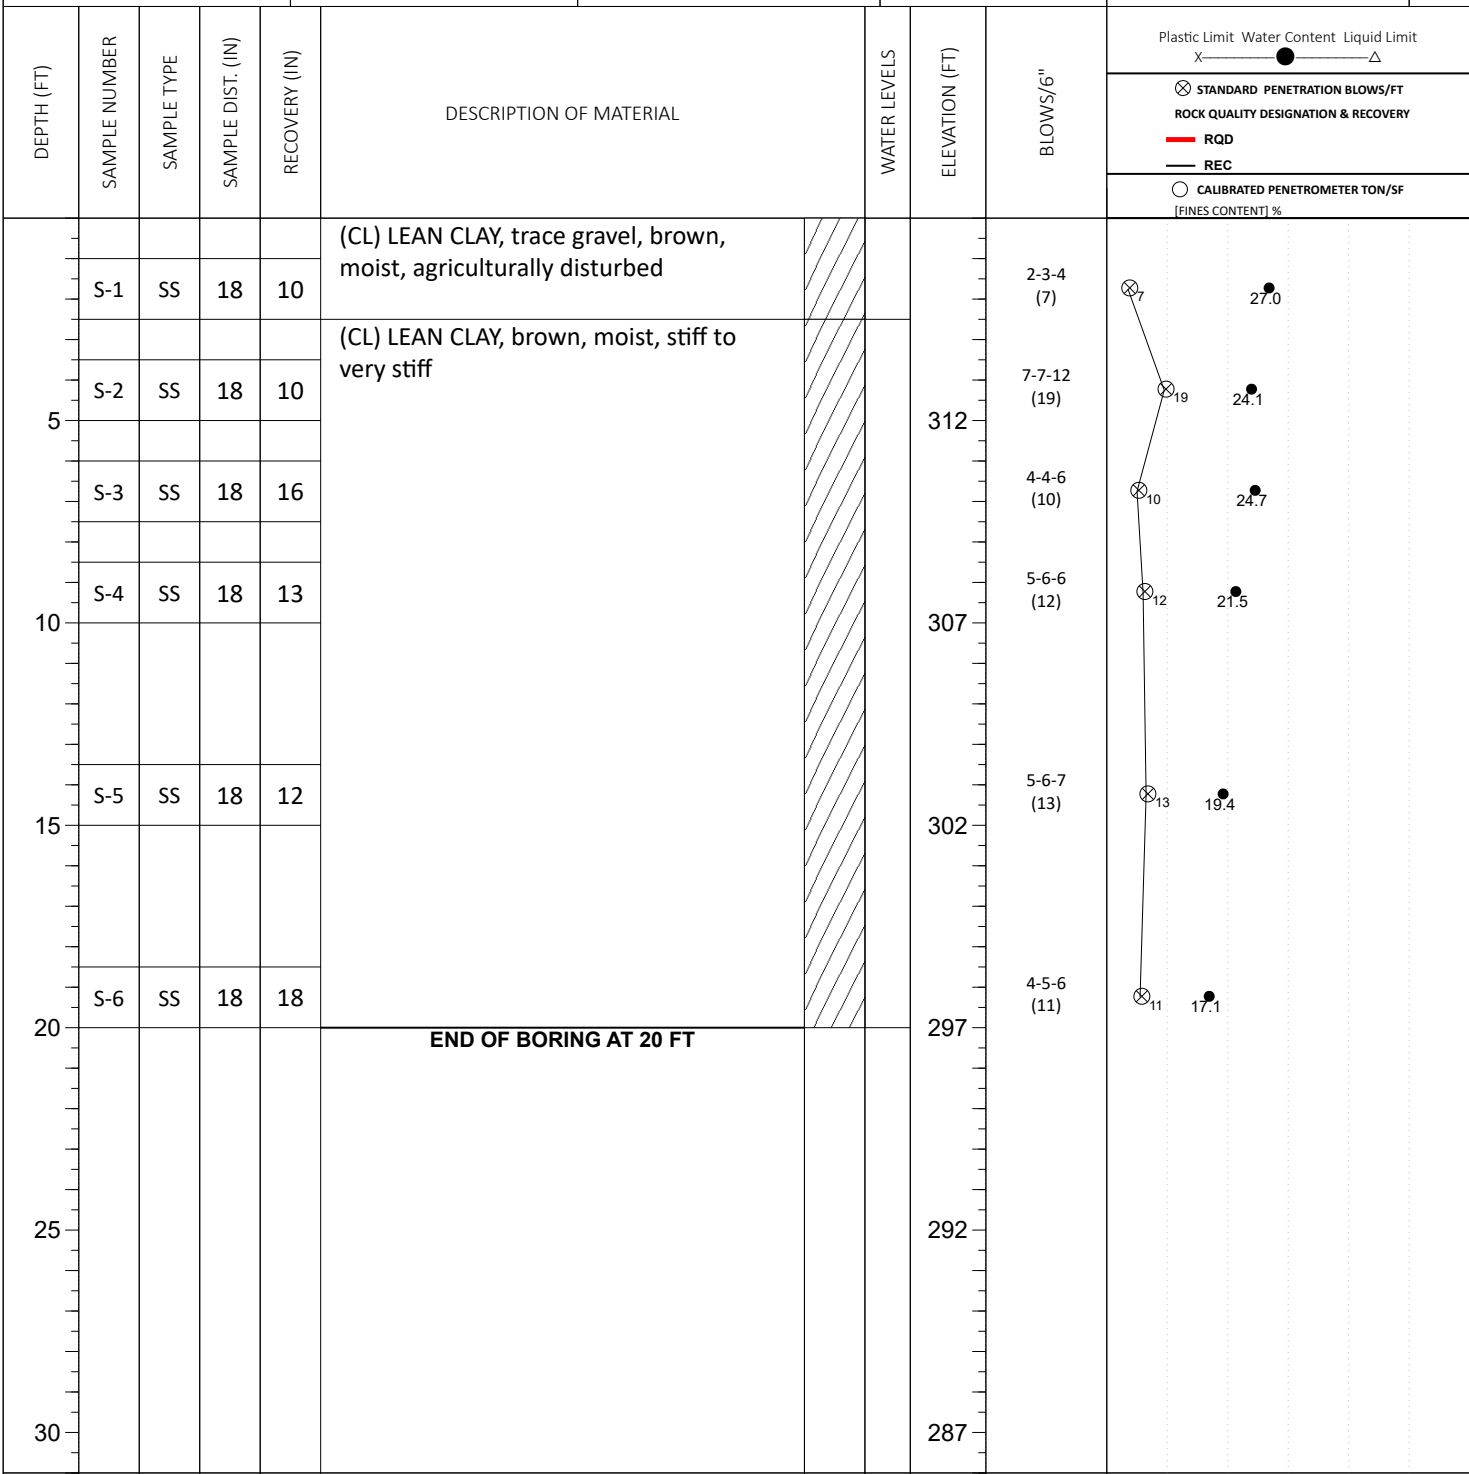 DEPTH (FT)
SAMPLE NUMBER
SAMPLE TYPE
SAMPLE DIST. (IN)
RECOVERY (IN)
DESCRIPTION OF MATERIAL
WATER LEVELS
ELEVATION (FT)
BLOWS/6"
Plastic Limit Water Content Liquid Limit
X △
STANDARD PENETRATION BLOWS/FT
ROCK QUALITY DESIGNATION & RECOVERY
RQD
REC
CALIBRATED PENETROMETER TON/SF
[FINES CONTENT] %
(CL) LEAN CLAY, trace gravel, brown,
moist, agriculturally disturbed
S-1 SS 18 10
2-3-4
(7)
7
27.0
(CL) LEAN CLAY, brown, moist, stiff to
very stiff
S-2 SS 18 10
7-7-12
(19)
19
24.1
5
312
S-3 SS 18 16
4-4-6
(10)
10
24.7
S-4 SS 18 13
5-6-6
(12)
12
21.5
10
307
S-5 SS 18 12
5-6-7
(13)
13
19.4
15
302
S-6 SS 18 18
4-5-6
(11)
11
17.1
20
297
END OF BORING AT 20 FT
25
292
30
287